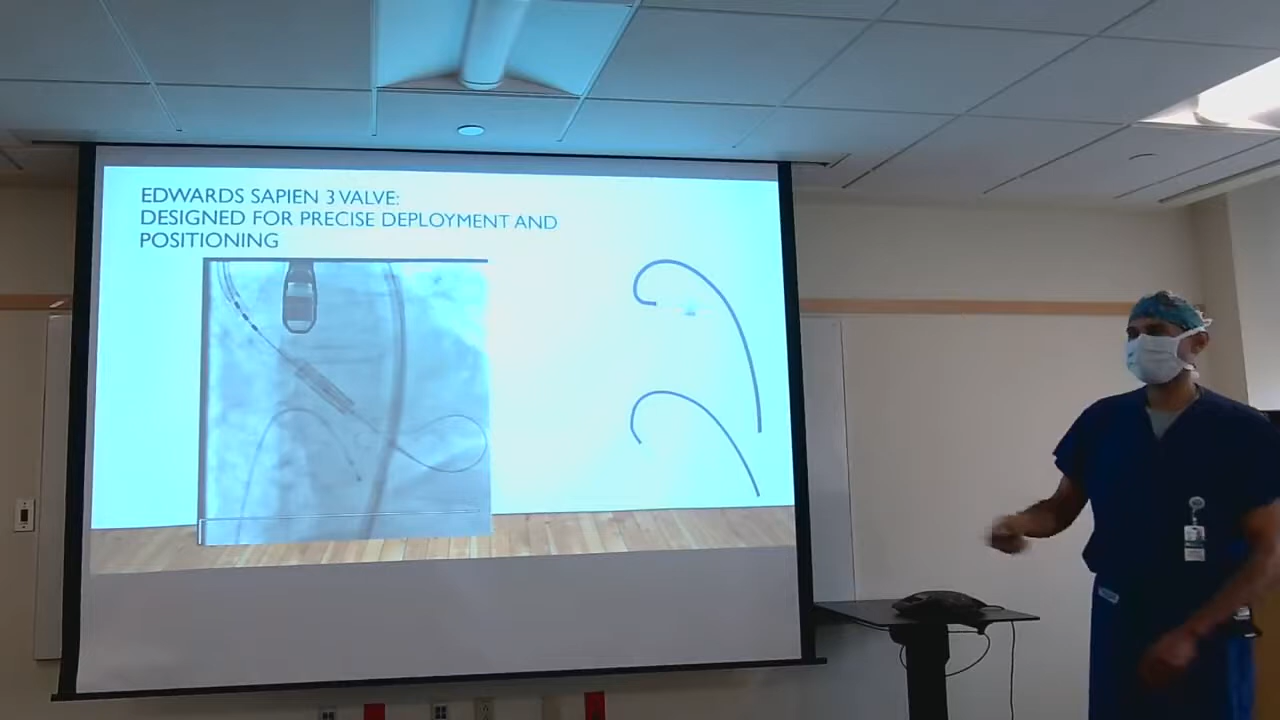 EDWARDS SAPIEN 3 VALVE:
DESIGNED FOR PRECISE DEPLOYMENT AND
POSITIONING